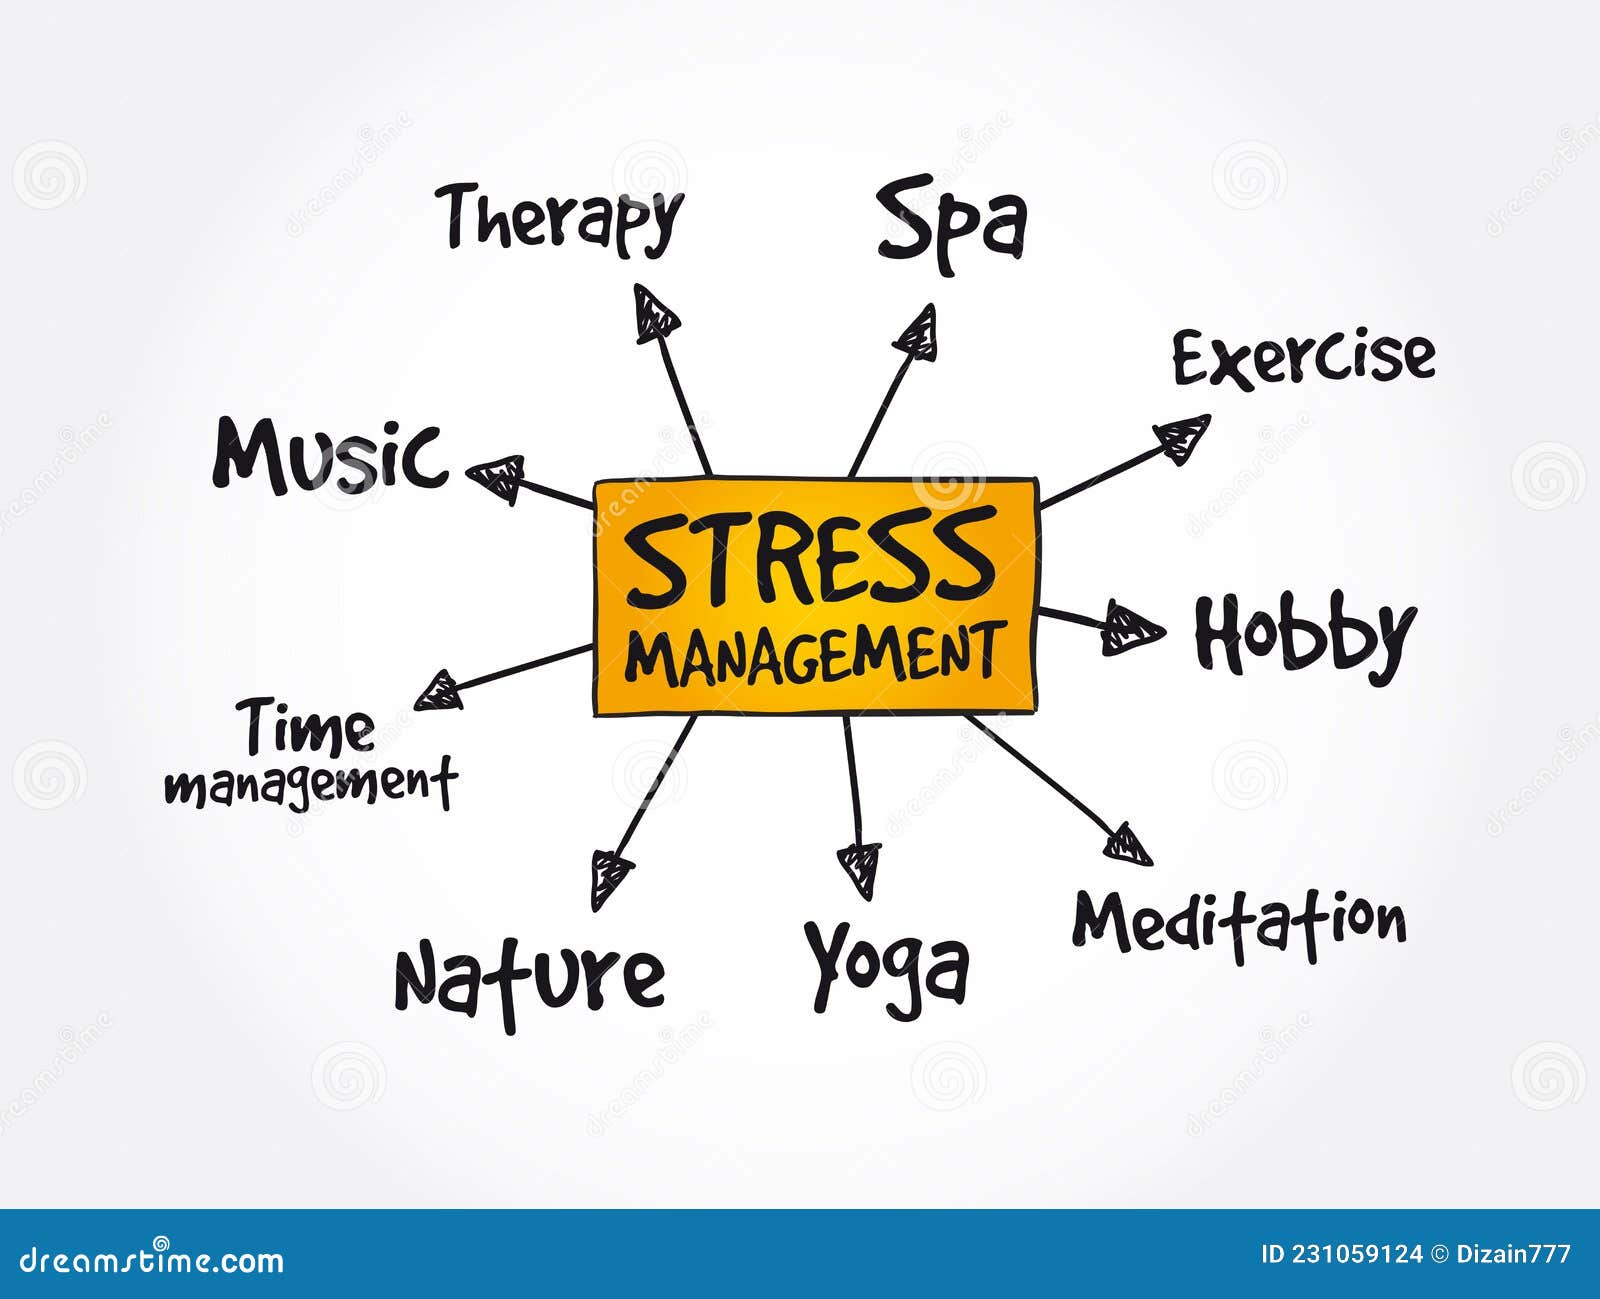 Therapy
Spa
Exercise
Music
STRESS
MANAGEMENT
Hobby
Time
management
Meditation
Nature
Yoga
dreamstime.com
ID 231059124 © Dizain777